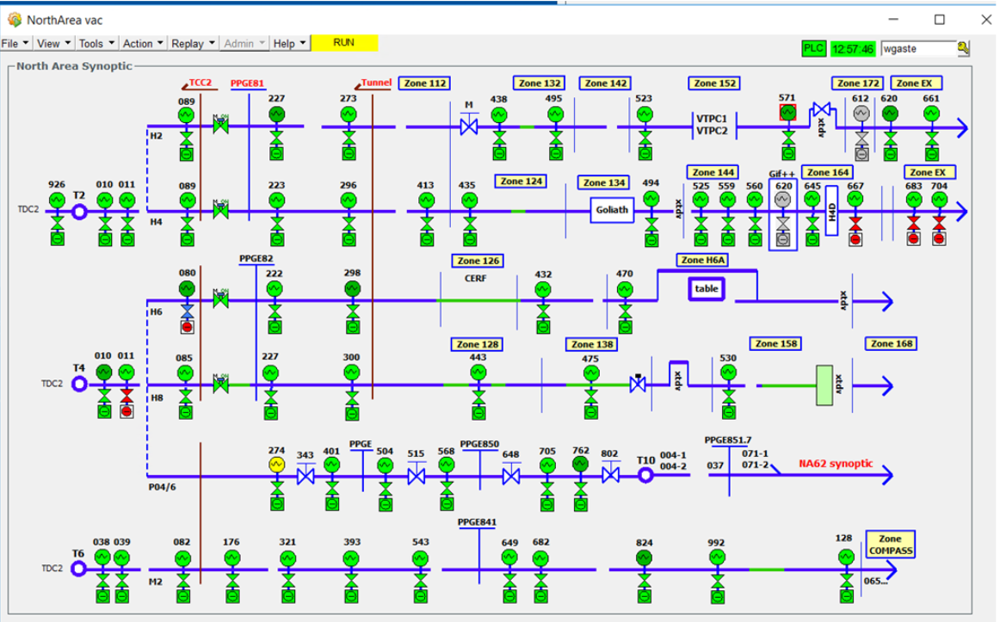 NorthArea vac
File View Tools Action Replay Admin Help RUN
PLC 12:57:46 wgaste
North Area Synoptic
TCC2 PPGE81 Tunnel Zone 112 Zone 132 Zone 142 Zone 152 Zone 172 Zone EX
089 227 273 M 438 495 523 571 612 620 661
VTPC1
VTPC2
xtdv
H2
Zone 124 Zone 134 Zone 144 Gif++ Zone 164 Zone EX
926 T2 010 011 089 223 296 413 435 494 525 559 560 620 645 667 683 704
TDC2 Goliath xtdv H4D
H4
PPGE82 Zone 126 Zone H6A
CERF
080 222 298 432 470 table
xtdv
H6
Zone 128 Zone 138 Zone 158 Zone 168
T4 010 011 085 227 300 443 475 530
TDC2 xtdv xtdv
H8
274 343 401 PPGE 504 515 568 PPGE850 648 705 762 802 T10 004-1 PPGE851.7 071-1
004-2 037 071-2 NA62 synoptic
P04/6
PPGE841
T6 038 039 082 176 321 393 543 649 682 824 992 128 Zone
COMPASS
TDC2
M2 065...